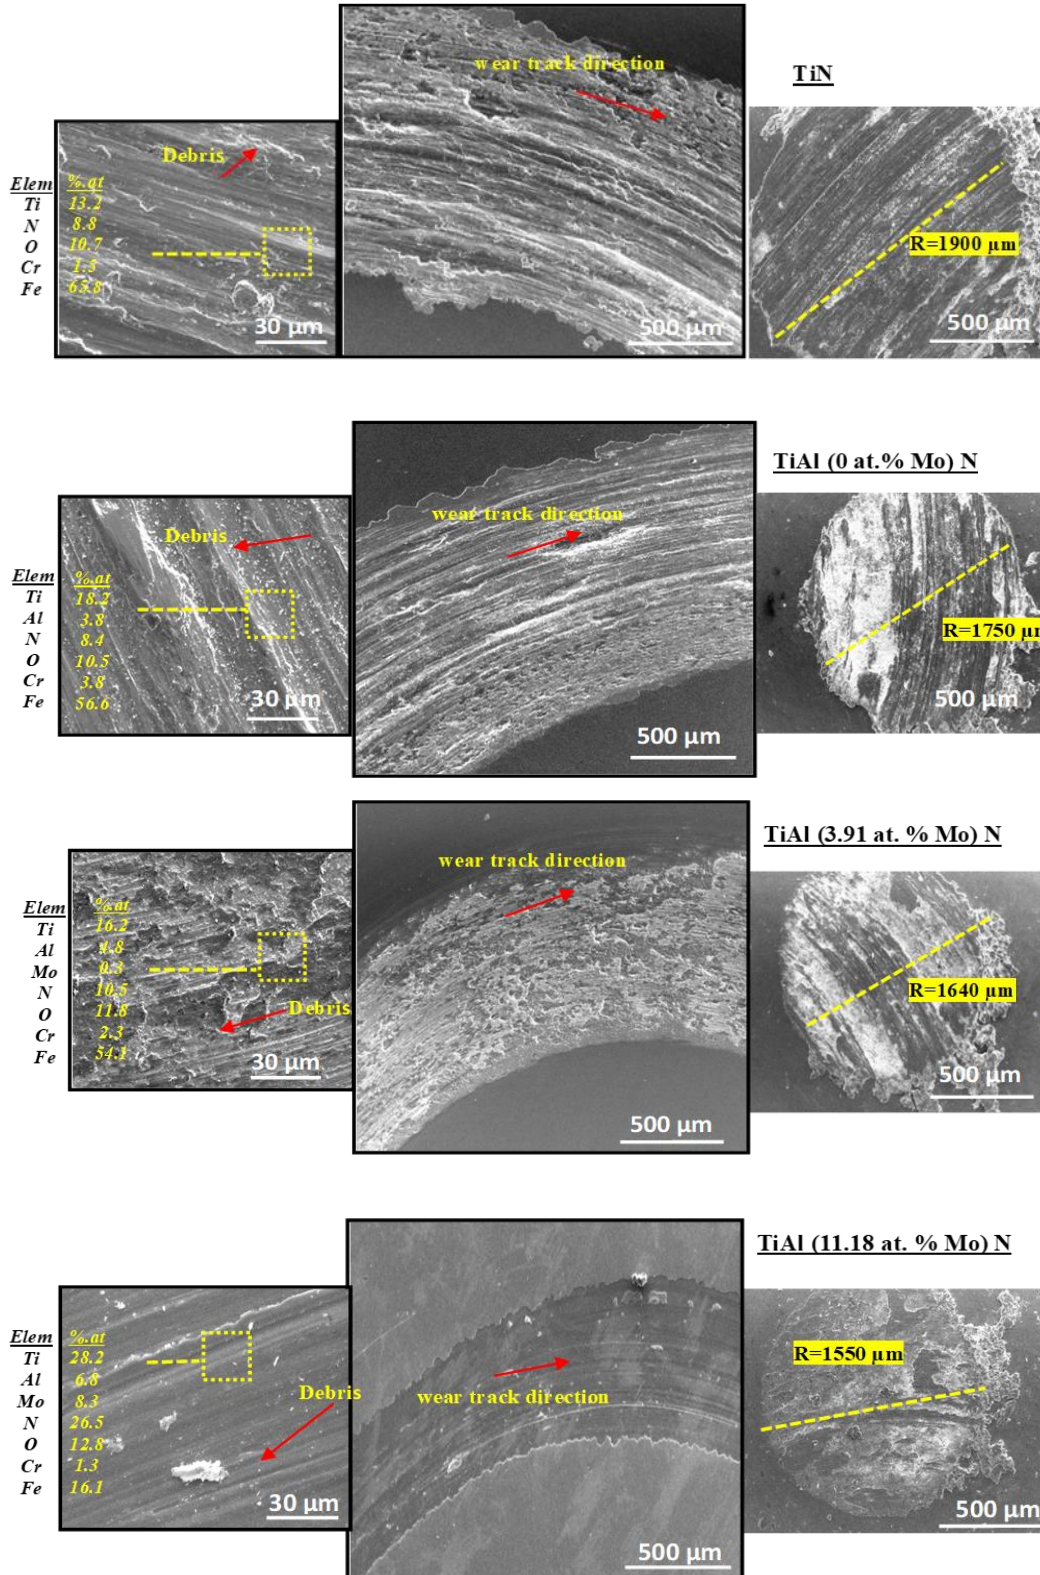 TiN
wear track direction
Debris
Elem %.at
Ti 13.2
N 8.8
O 10.7
Cr 1.5
Fe 65.8
30 µm
500 µm
R=1900 µm
500 µm
TiAl (0 at.% Mo) N
wear track direction
Debris
Elem %.at
Ti 18.2
Al 3.8
N 8.4
O 10.5
Cr 3.8
Fe 56.6
30 µm
500 µm
R=1750 µm
500 µm
TiAl (3.91 at. % Mo) N
wear track direction
Elem %.at
Ti 16.2
Al 4.8
Mo 0.3
N 10.5
O 11.8
Cr 2.3
Fe 54.1
Debris
30 µm
500 µm
R=1640 µm
500 µm
TiAl (11.18 at. % Mo) N
Elem %.at
Ti 28.2
Al 6.8
Mo 8.3
N 26.5
O 12.8
Cr 1.3
Fe 16.1
Debris
30 µm
wear track direction
500 µm
R=1550 µm
500 µm